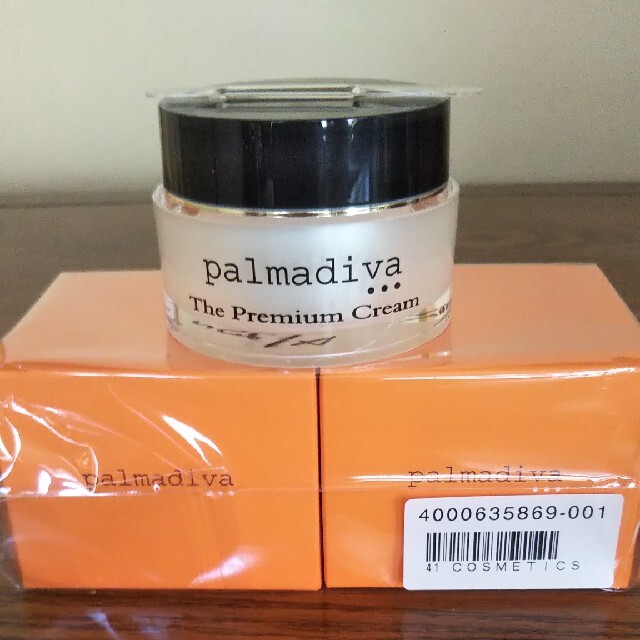 palmadiva
The Premium Cream
palmadiva
palmadiva
4000635869-001
41 COSMETICS